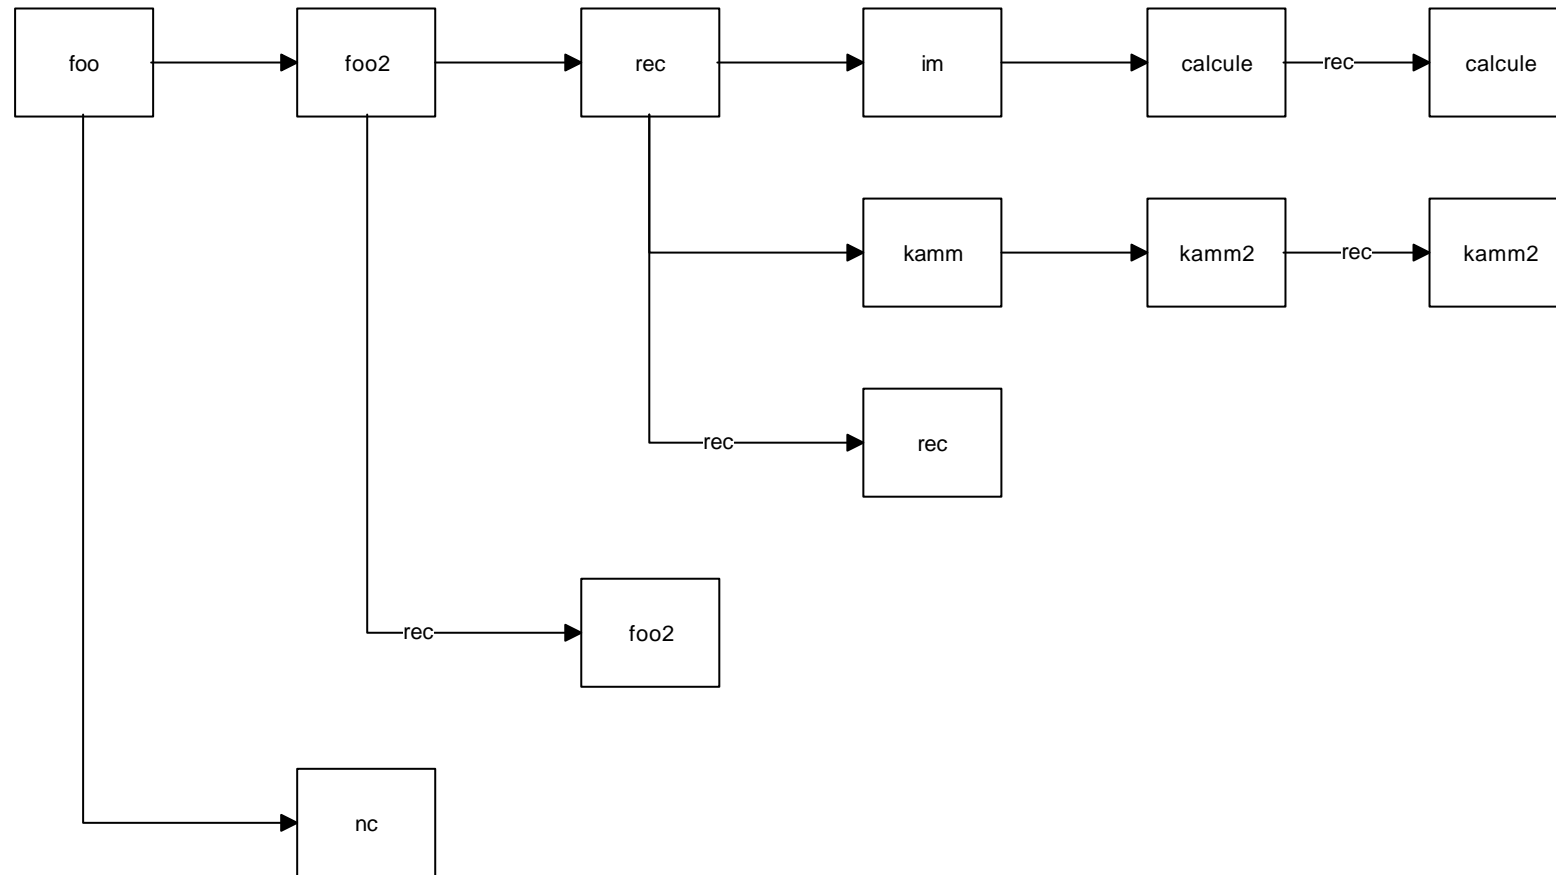 foo
foo2
rec
im
calcule
rec
calcule
kamm
kamm2
rec
kamm2
rec
rec
rec
foo2
nc